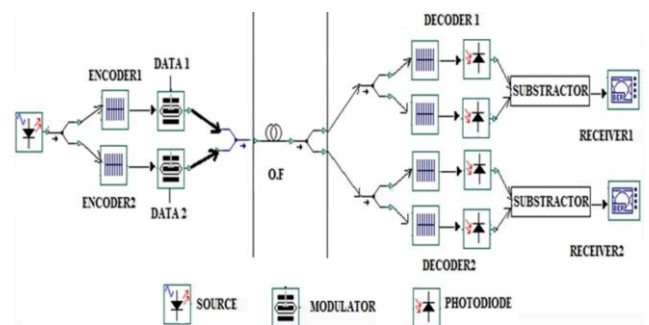 DECODER 1
ENCODER1
DATA 1
SUBSTRACTOR
RECEIVER1
O.F
ENCODER2
DATA 2
SUBSTRACTOR
DECODER2
RECEIVER2
SOURCE
MODULATOR
PHOTODIODE